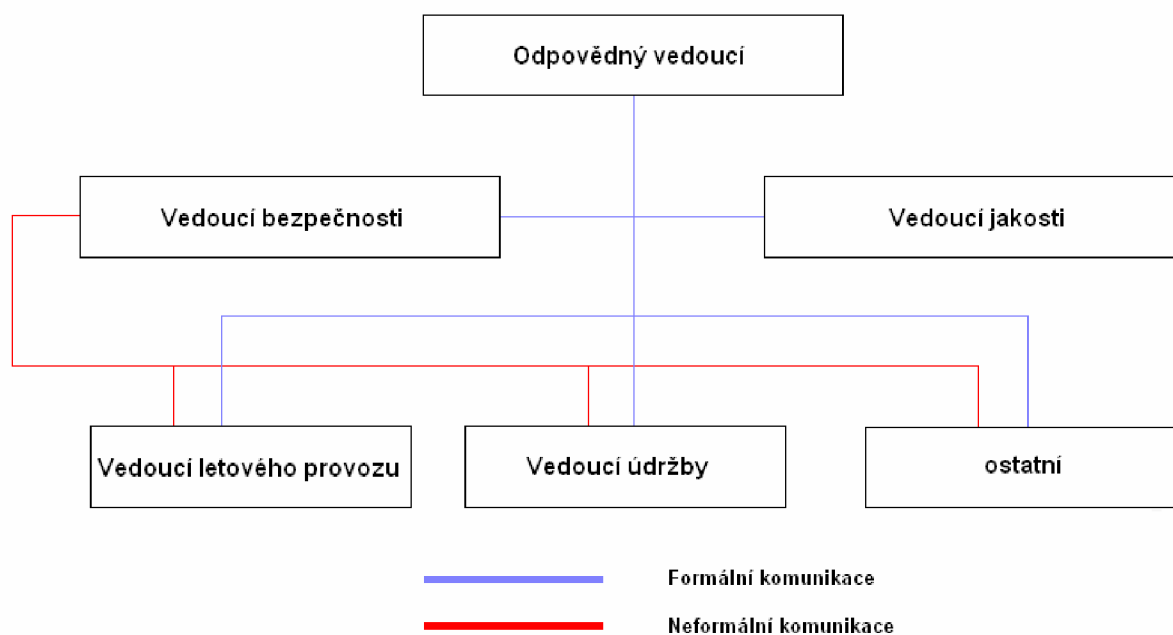 Odpovědný vedoucí
Vedoucí bezpečnosti
Vedoucí jakosti
Vedoucí letového provozu
Vedoucí údržby
ostatní
Formální komunikace
Neformální komunikace